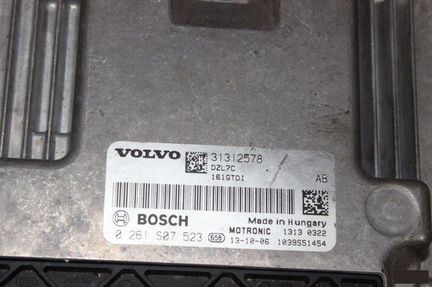 VOLVO 31312578
DZL7C
161GTDI AB
BOSCH Made in Hungary
MOTRONIC 1313 0322
0 261 S07 523 658 13-10-06 1039S51454